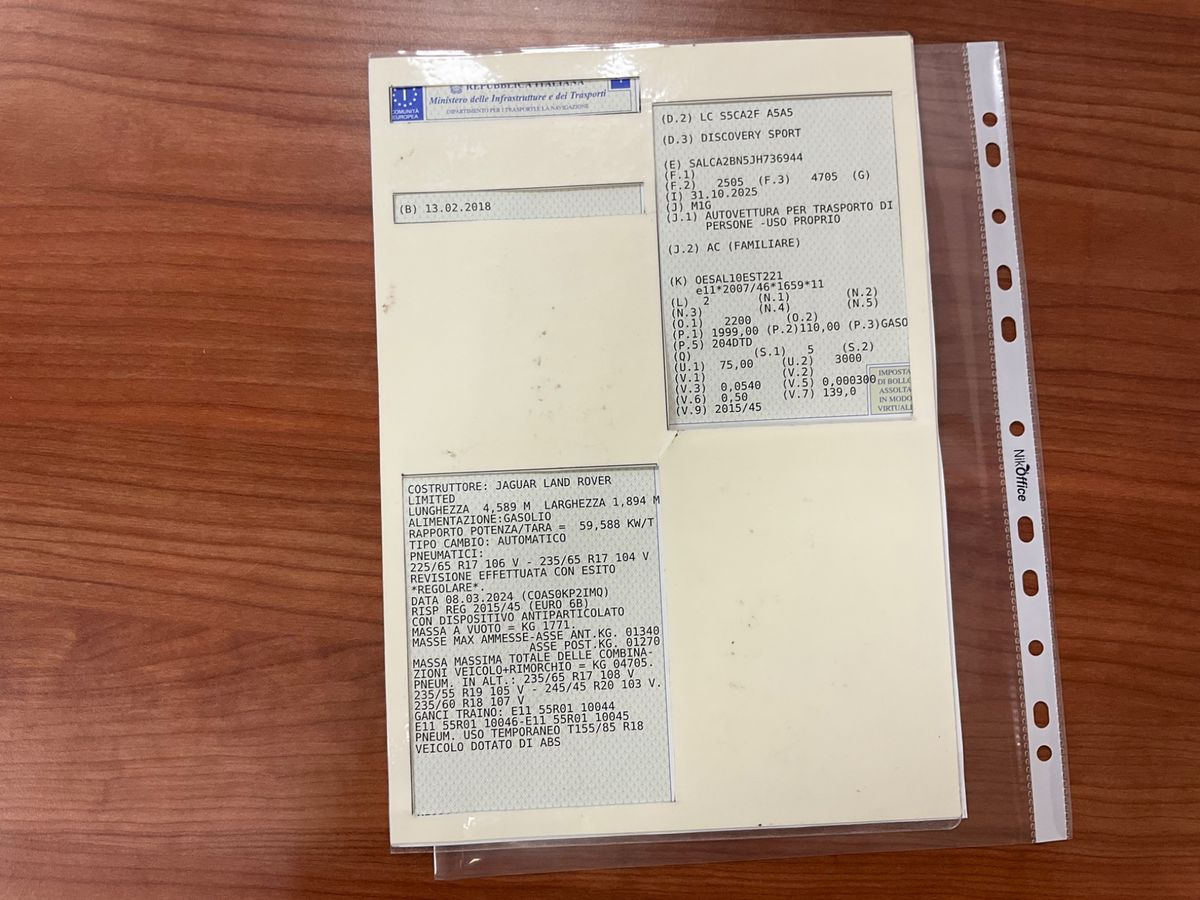 REPUBBLICA ITALIANA
Ministero delle Infrastrutture e dei Trasporti
DIPARTIMENTO PER I TRASPORTI E LA NAVIGAZIONE
I
COMUNITÀ
EUROPEA
(B) 13.02.2018
(D.2) LC S5CA2F A5A5
(D.3) DISCOVERY SPORT
(E) SALCA2BN5JH736944
(F.1)
(F.2) 2505 (F.3) 4705 (G)
(I) 31.10.2025
(J) M1G
(J.1) AUTOVETTURA PER TRASPORTO DI
PERSONE -USO PROPRIO
(J.2) AC (FAMILIARE)
(K) OESAL10EST221
e11*2007/46*1659*11
(L) 2 (N.1) (N.2)
(N.3) (N.4) (N.5)
(O.1) 2200 (O.2)
(P.1) 1999,00 (P.2)110,00 (P.3)GASO
(P.5) 204DTD
(Q) (S.1) 5 (S.2)
(U.1) 75,00 (U.2) 3000
(V.1) (V.2)
(V.3) 0,0540 (V.5) 0,000300
(V.6) 0,50 (V.7) 139,0
(V.9) 2015/45
IMPOSTA
DI BOLLO
ASSOLTA
IN MODO
VIRTUALE
COSTRUTTORE: JAGUAR LAND ROVER
LIMITED
LUNGHEZZA 4,589 M LARGHEZZA 1,894 M
ALIMENTAZIONE:GASOLIO
RAPPORTO POTENZA/TARA = 59,588 KW/T
TIPO CAMBIO: AUTOMATICO
PNEUMATICI:
225/65 R17 106 V - 235/65 R17 104 V
REVISIONE EFFETTUATA CON ESITO
*REGOLARE*.
DATA 08.03.2024 (COAS0KP2IMQ)
RISP REG 2015/45 (EURO 6B)
CON DISPOSITIVO ANTIPARTICOLATO
MASSA A VUOTO = KG 1771.
MASSE MAX AMMESSE-ASSE ANT.KG. 01340
ASSE POST.KG. 01270
MASSA MASSIMA TOTALE DELLE COMBINA-
ZIONI VEICOLO+RIMORCHIO = KG 04705.
PNEUM. IN ALT.: 235/65 R17 108 V
235/55 R19 105 V - 245/45 R20 103 V.
235/60 R18 107 V
GANCI TRAINO: E11 55R01 10044
E11 55R01 10046-E11 55R01 10045
PNEUM. USO TEMPORANEO T155/85 R18
VEICOLO DOTATO DI ABS
NikOffice